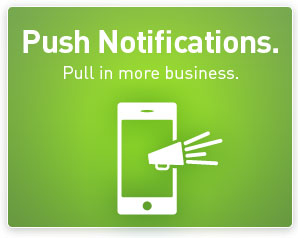 Push Notifications.
Pull in more business.